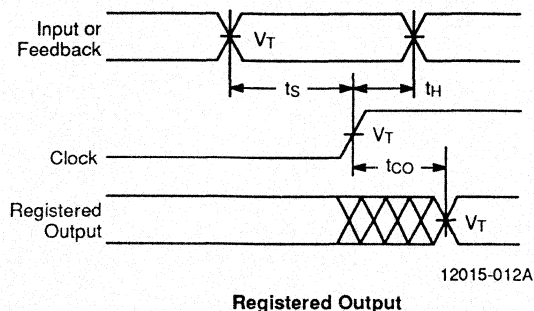 Input or
Feedback
VT
tS
tH
VT
Clock
tCO
Registered
Output
VT
12015-012A
Registered Output